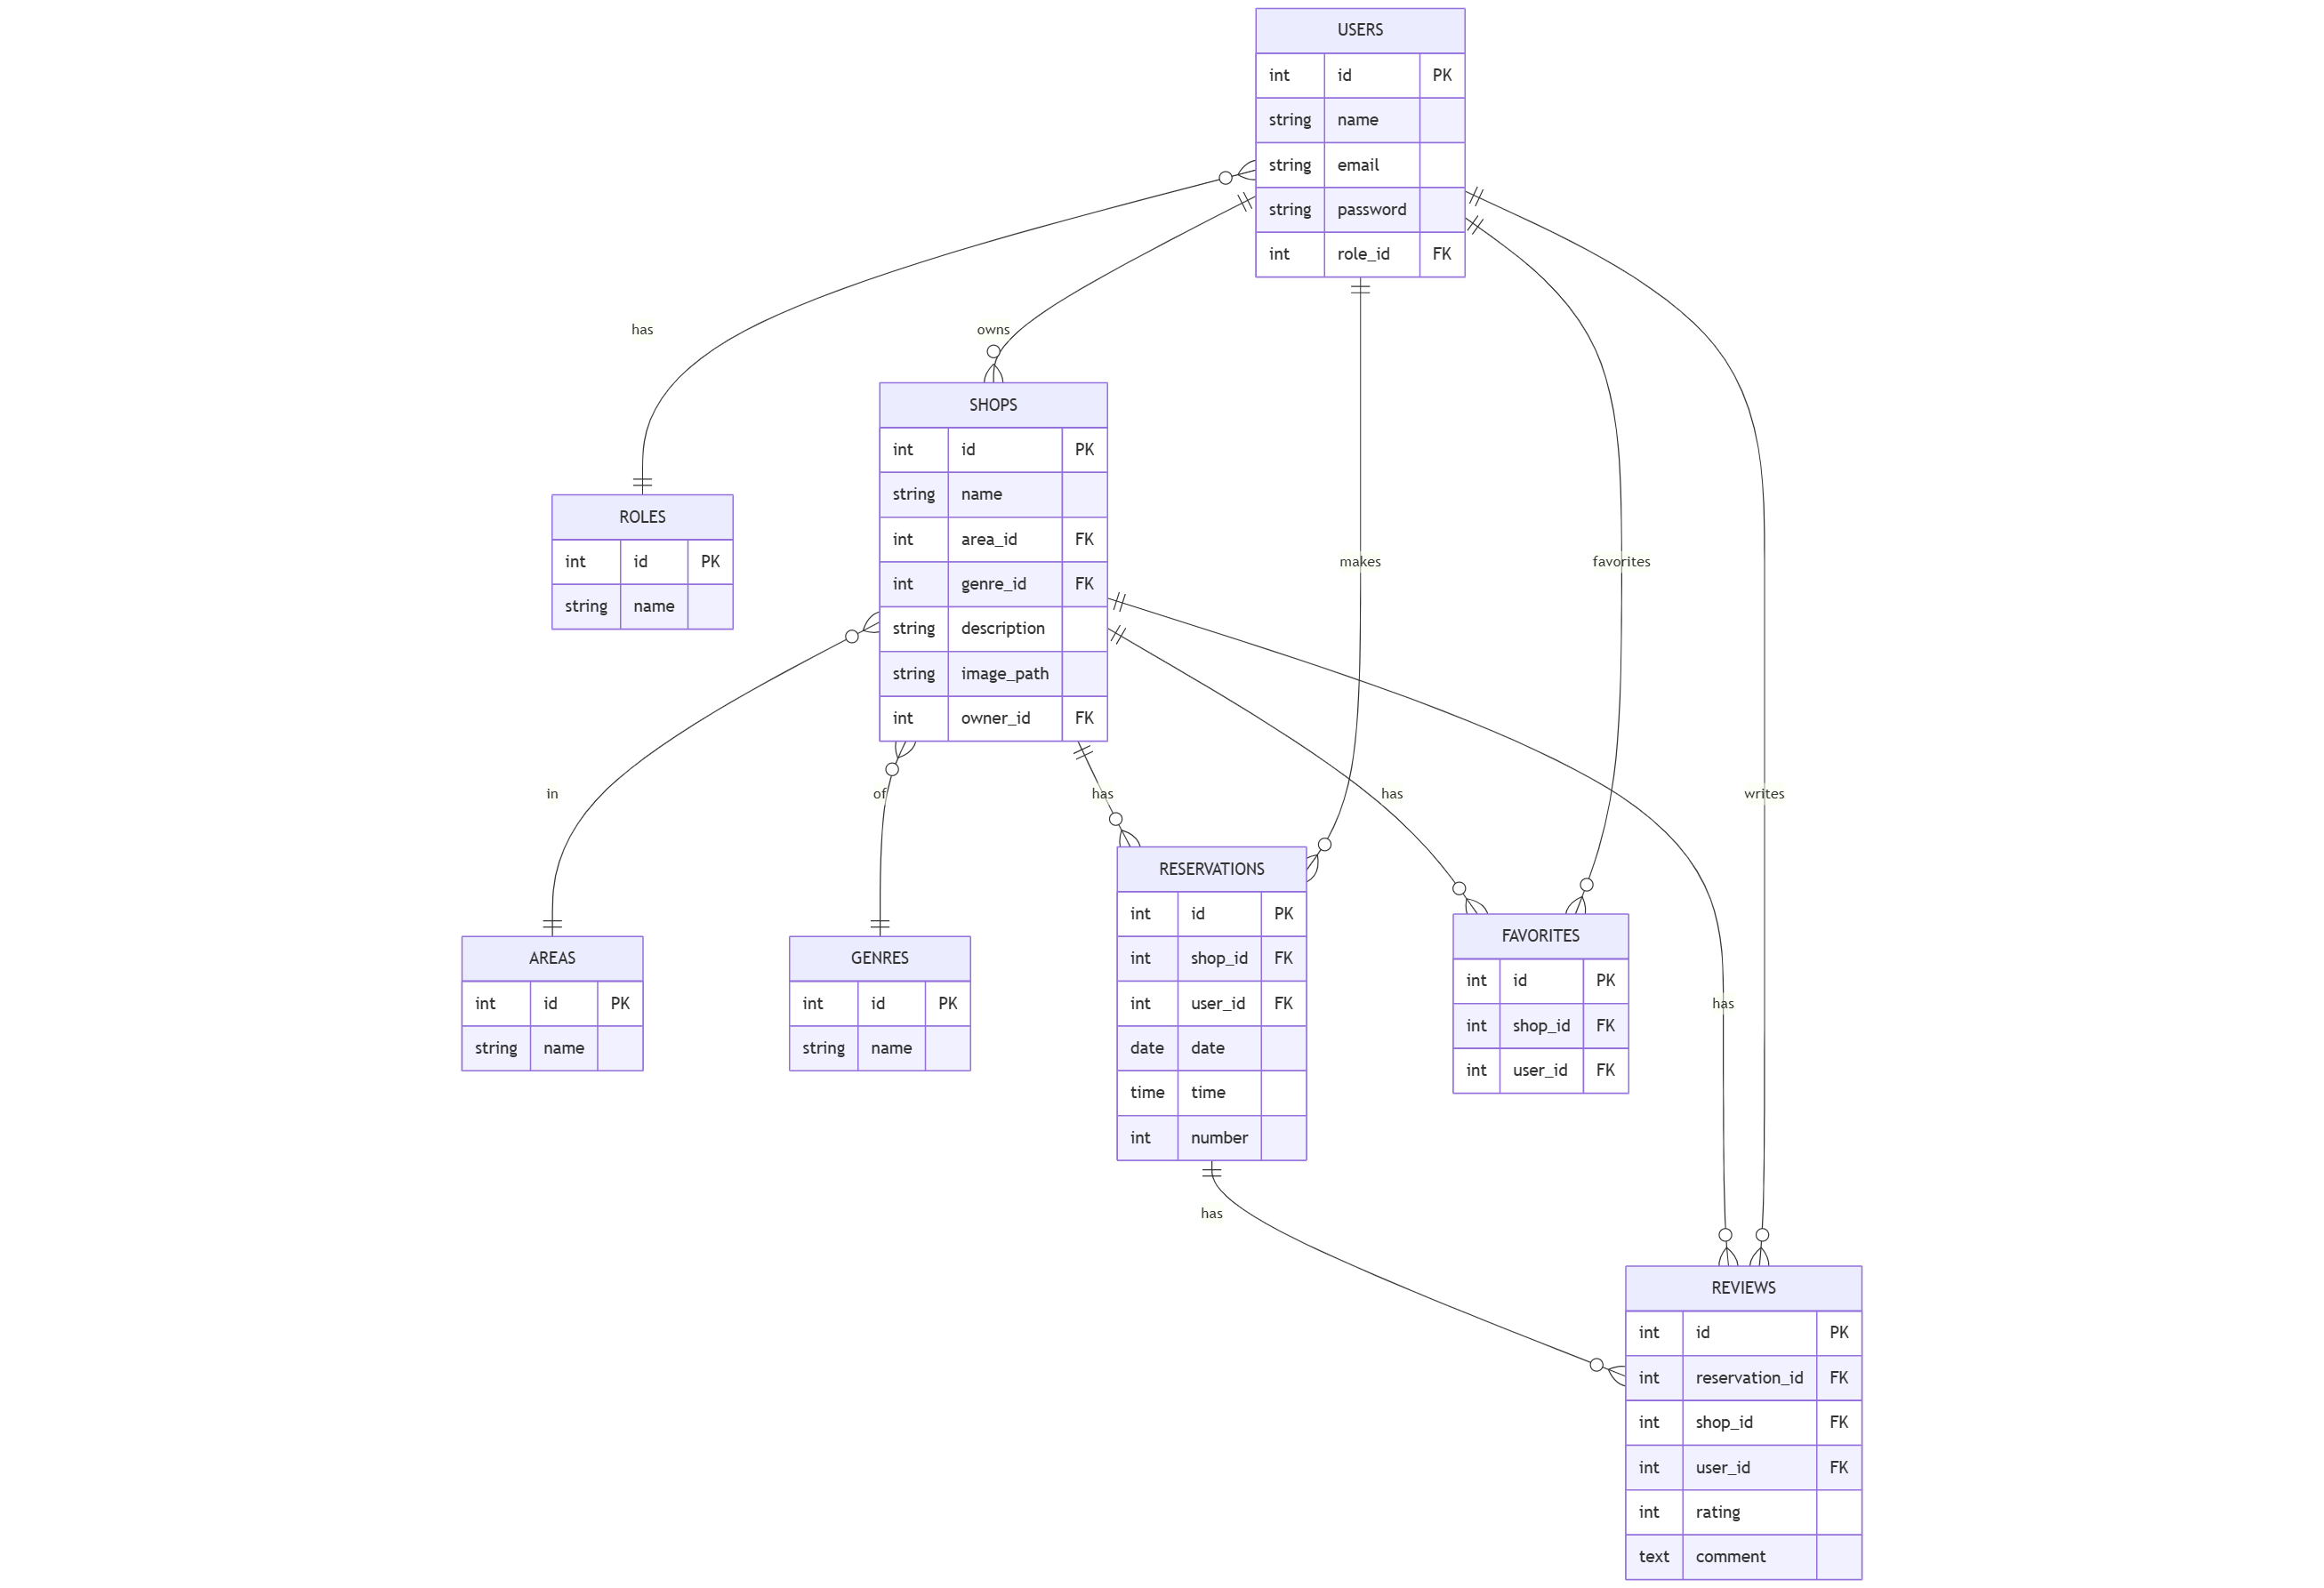 USERS
int id PK
string name
string email
string password
int role_id FK
has
owns
SHOPS
int id PK
string name
int area_id FK
int genre_id FK
string description
string image_path
int owner_id FK
ROLES
int id PK
string name
makes
favorites
in
of
has
has
writes
RESERVATIONS
int id PK
int shop_id FK
int user_id FK
date date
time time
int number
FAVORITES
int id PK
int shop_id FK
int user_id FK
AREAS
int id PK
string name
GENRES
int id PK
string name
has
has
REVIEWS
int id PK
int reservation_id FK
int shop_id FK
int user_id FK
int rating
text comment